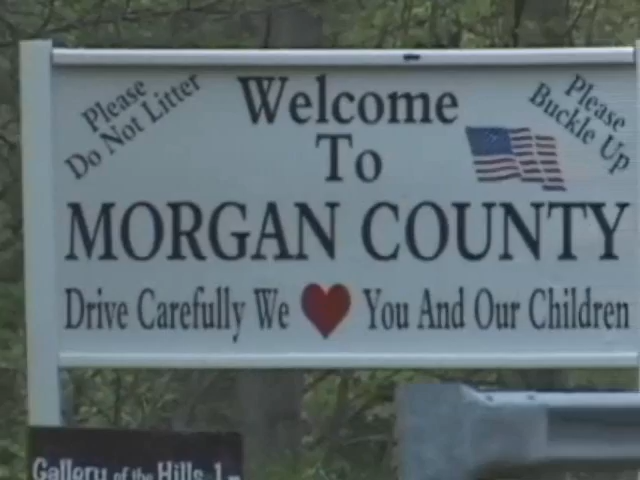 Please
Do Not Litter
Welcome
To
Please
Buckle Up
MORGAN COUNTY
Drive Carefully We You And Our Children
Gallery of the Hills 1